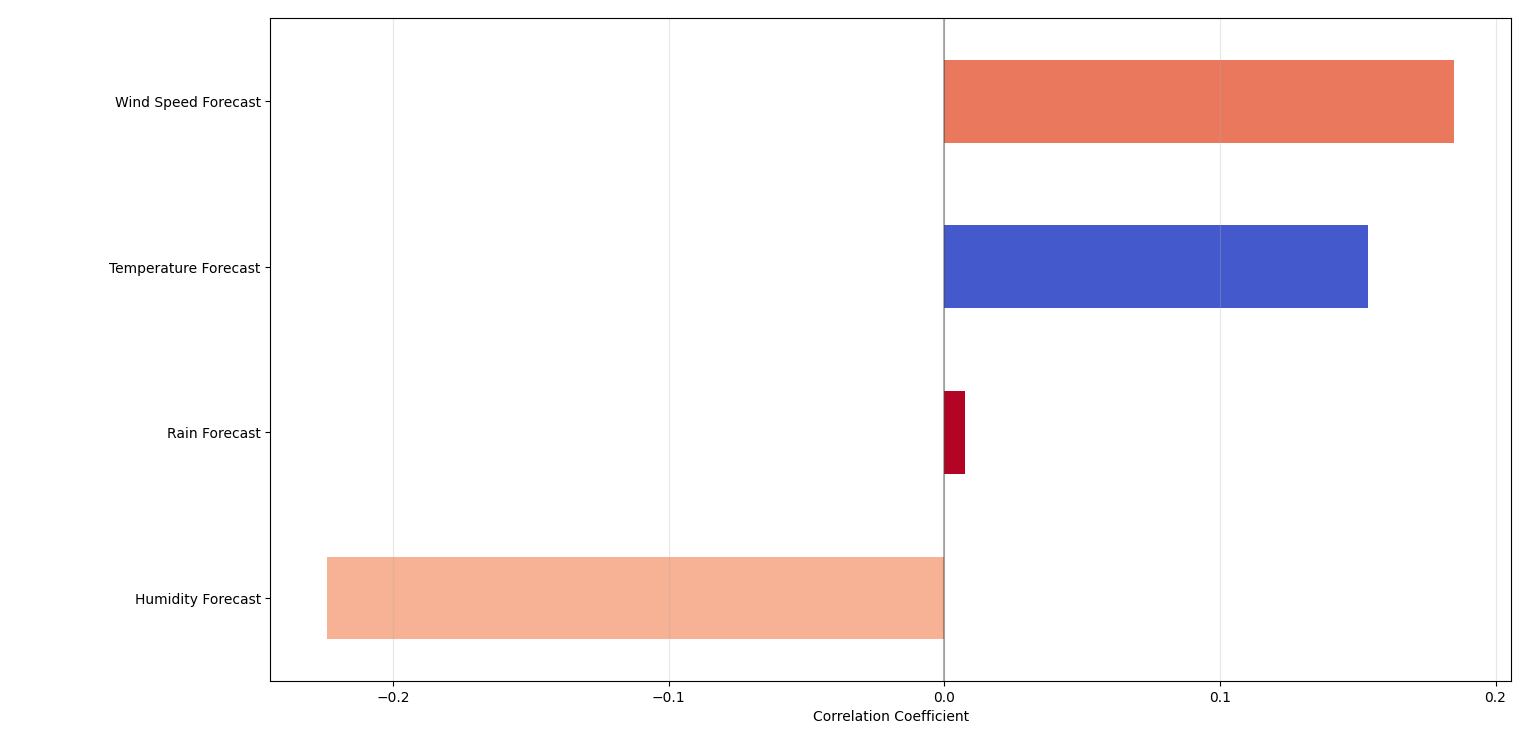 Wind Speed Forecast
Temperature Forecast
Rain Forecast
Humidity Forecast
−0.2 −0.1 0.0 0.1 0.2
Correlation Coefficient